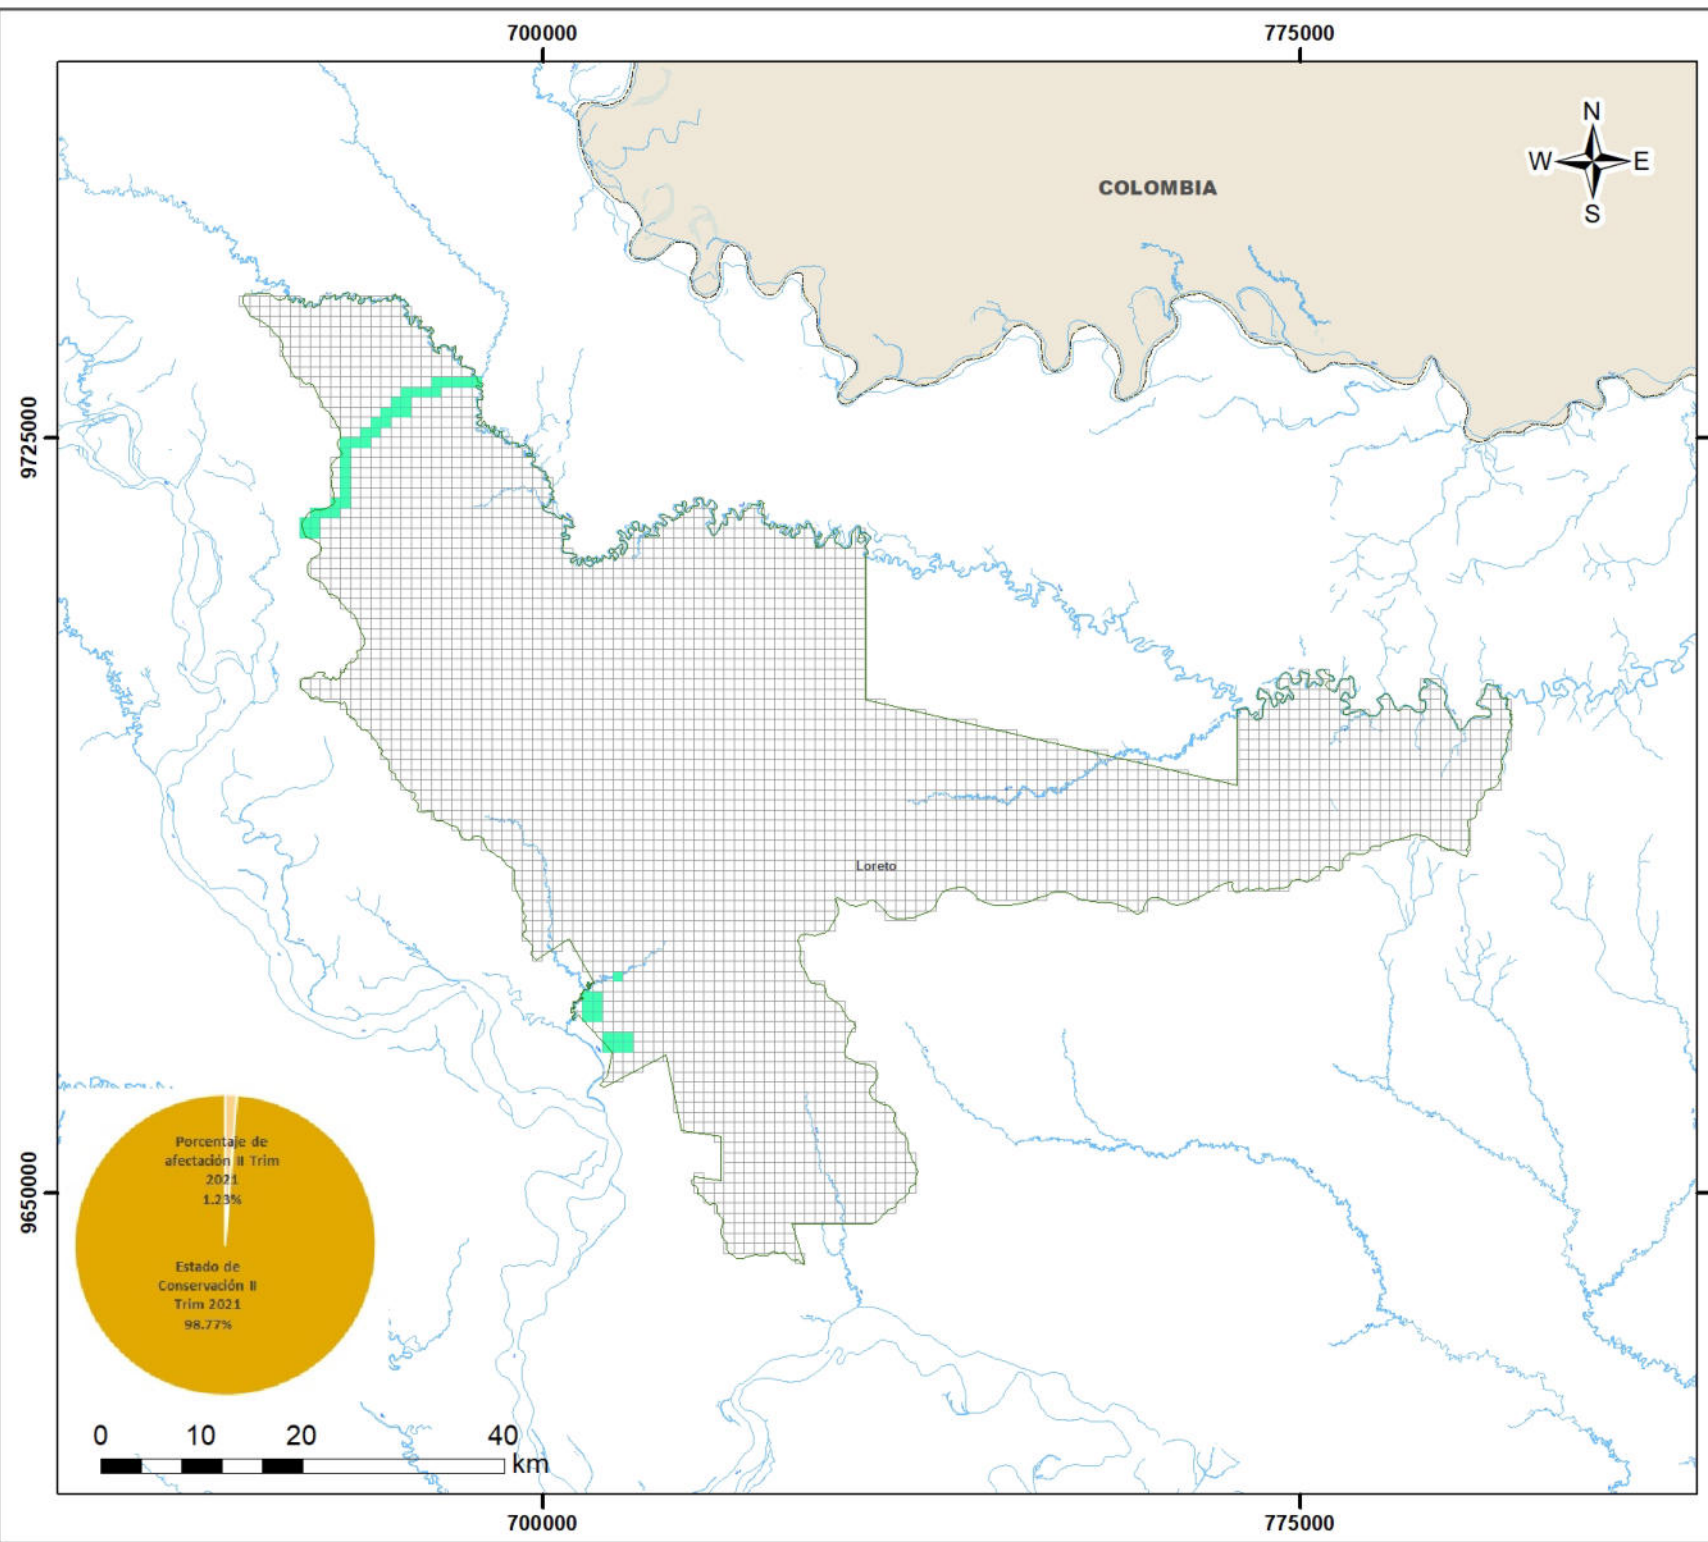 700000
775000
N
W
E
S
COLOMBIA
9725000
Loreto
9650000
Porcentaje de
afectación II Trim
2021
1.23%
Estado de
Conservación II
Trim 2021
98.77%
0
10
20
40
km
700000
775000